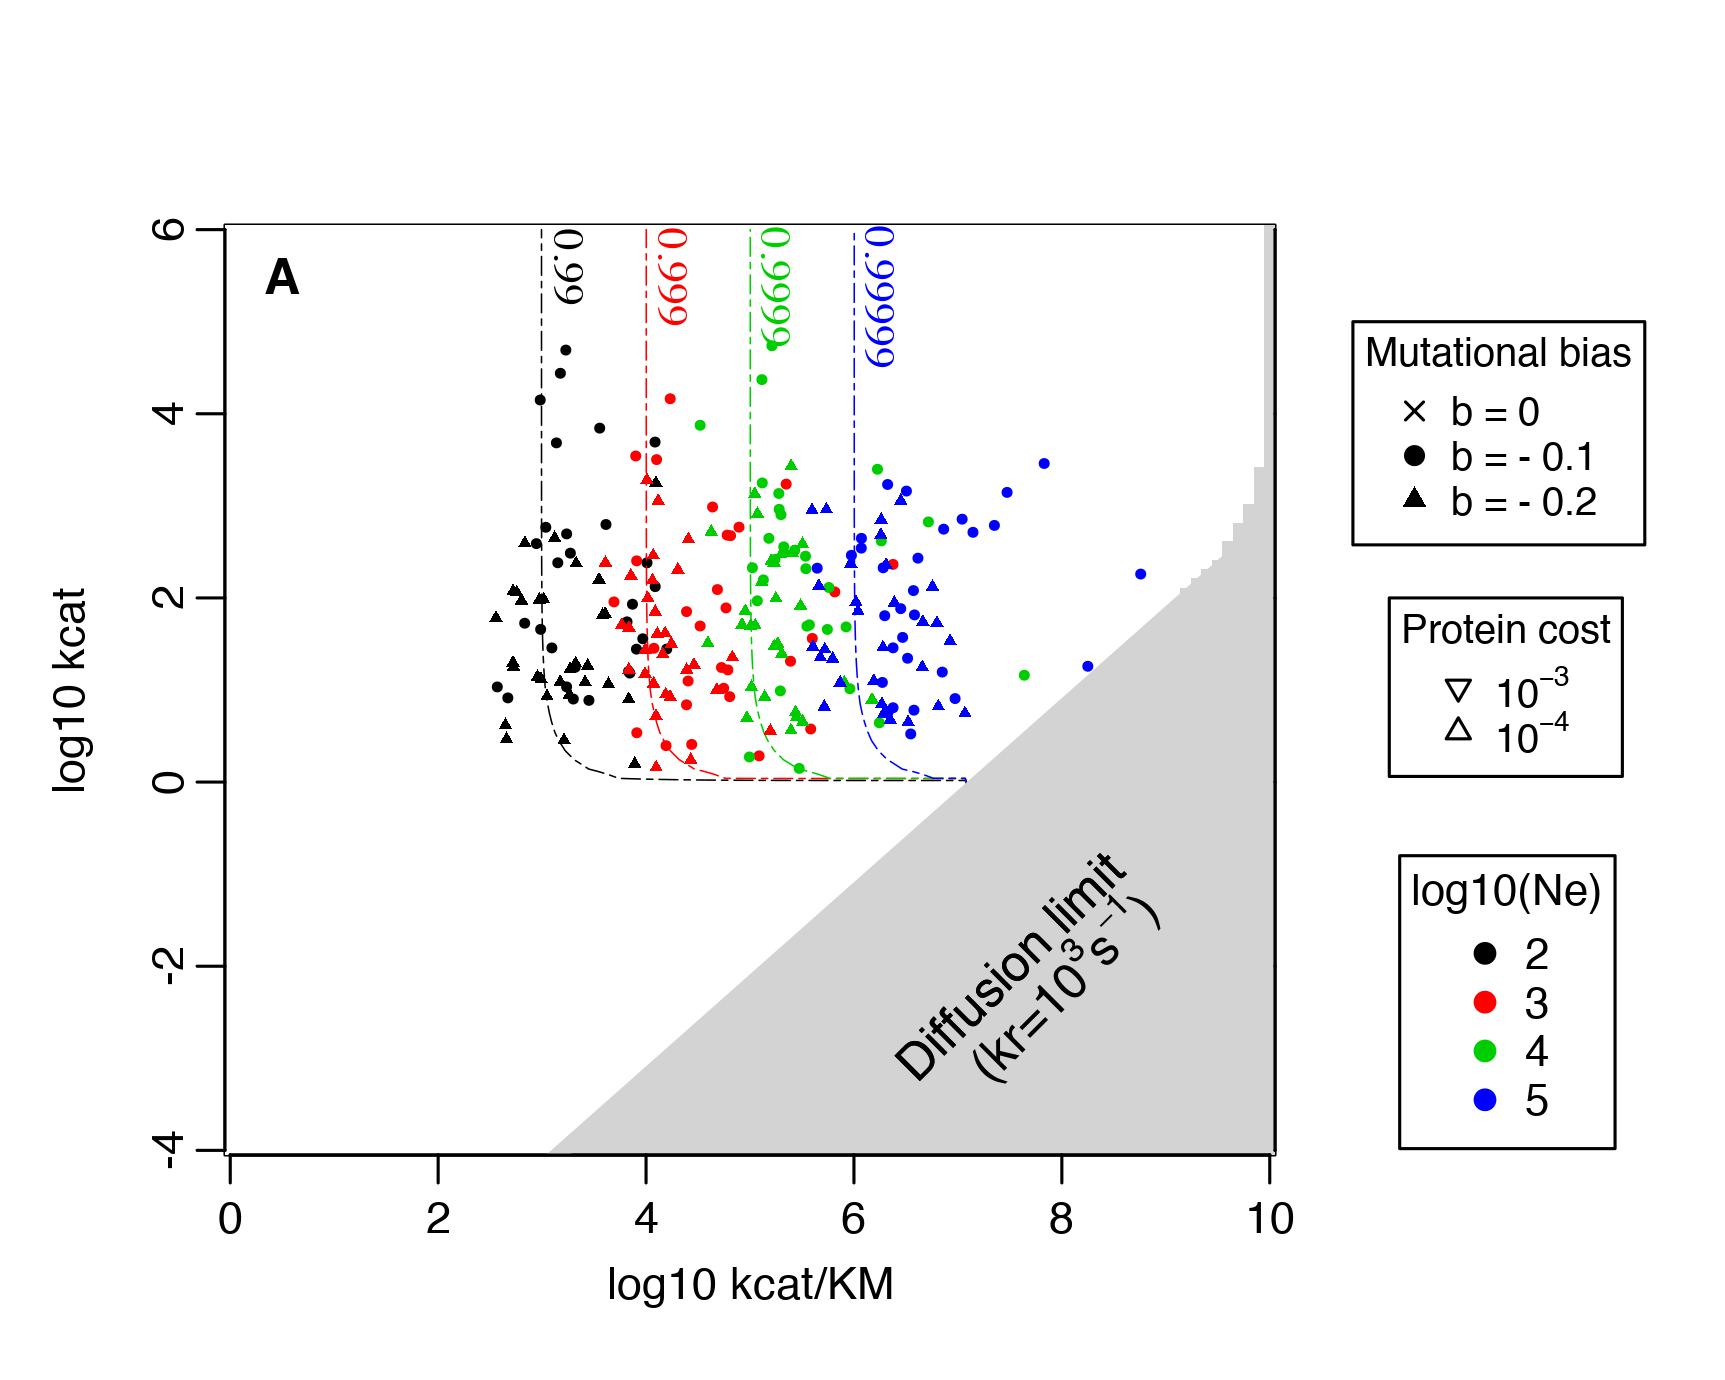 A
0.99
0.999
0.9999
0.99999
6
4
2
0
-2
-4
log10 kcat
0 2 4 6 8 10
log10 kcat/KM
Diffusion limit
(kr=10³s⁻¹)
Mutational bias
b = 0
b = - 0.1
b = - 0.2
Protein cost
10⁻³
10⁻⁴
log10(Ne)
2
3
4
5